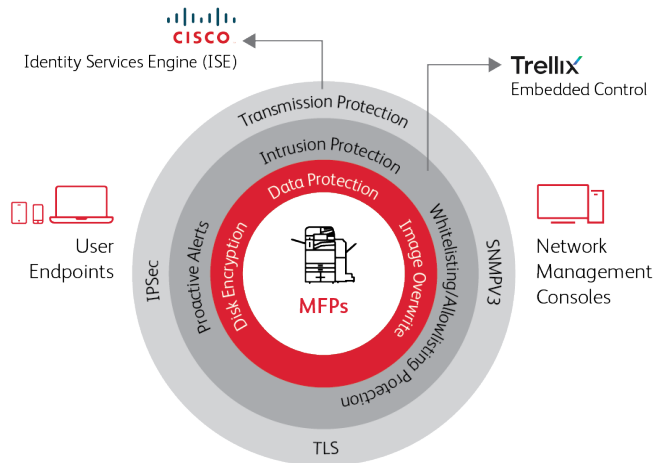 CISCO
Identity Services Engine (ISE)
Trellix
Embedded Control
Transmission Protection
Intrusion Protection
Data Protection
User
Endpoints
IPSec
Proactive Alerts
Disk Encryption
MFPs
Image Overwrite
Whitelisting/Allowlisting Protection
SNMPV3
Network
Management
Consoles
TLS